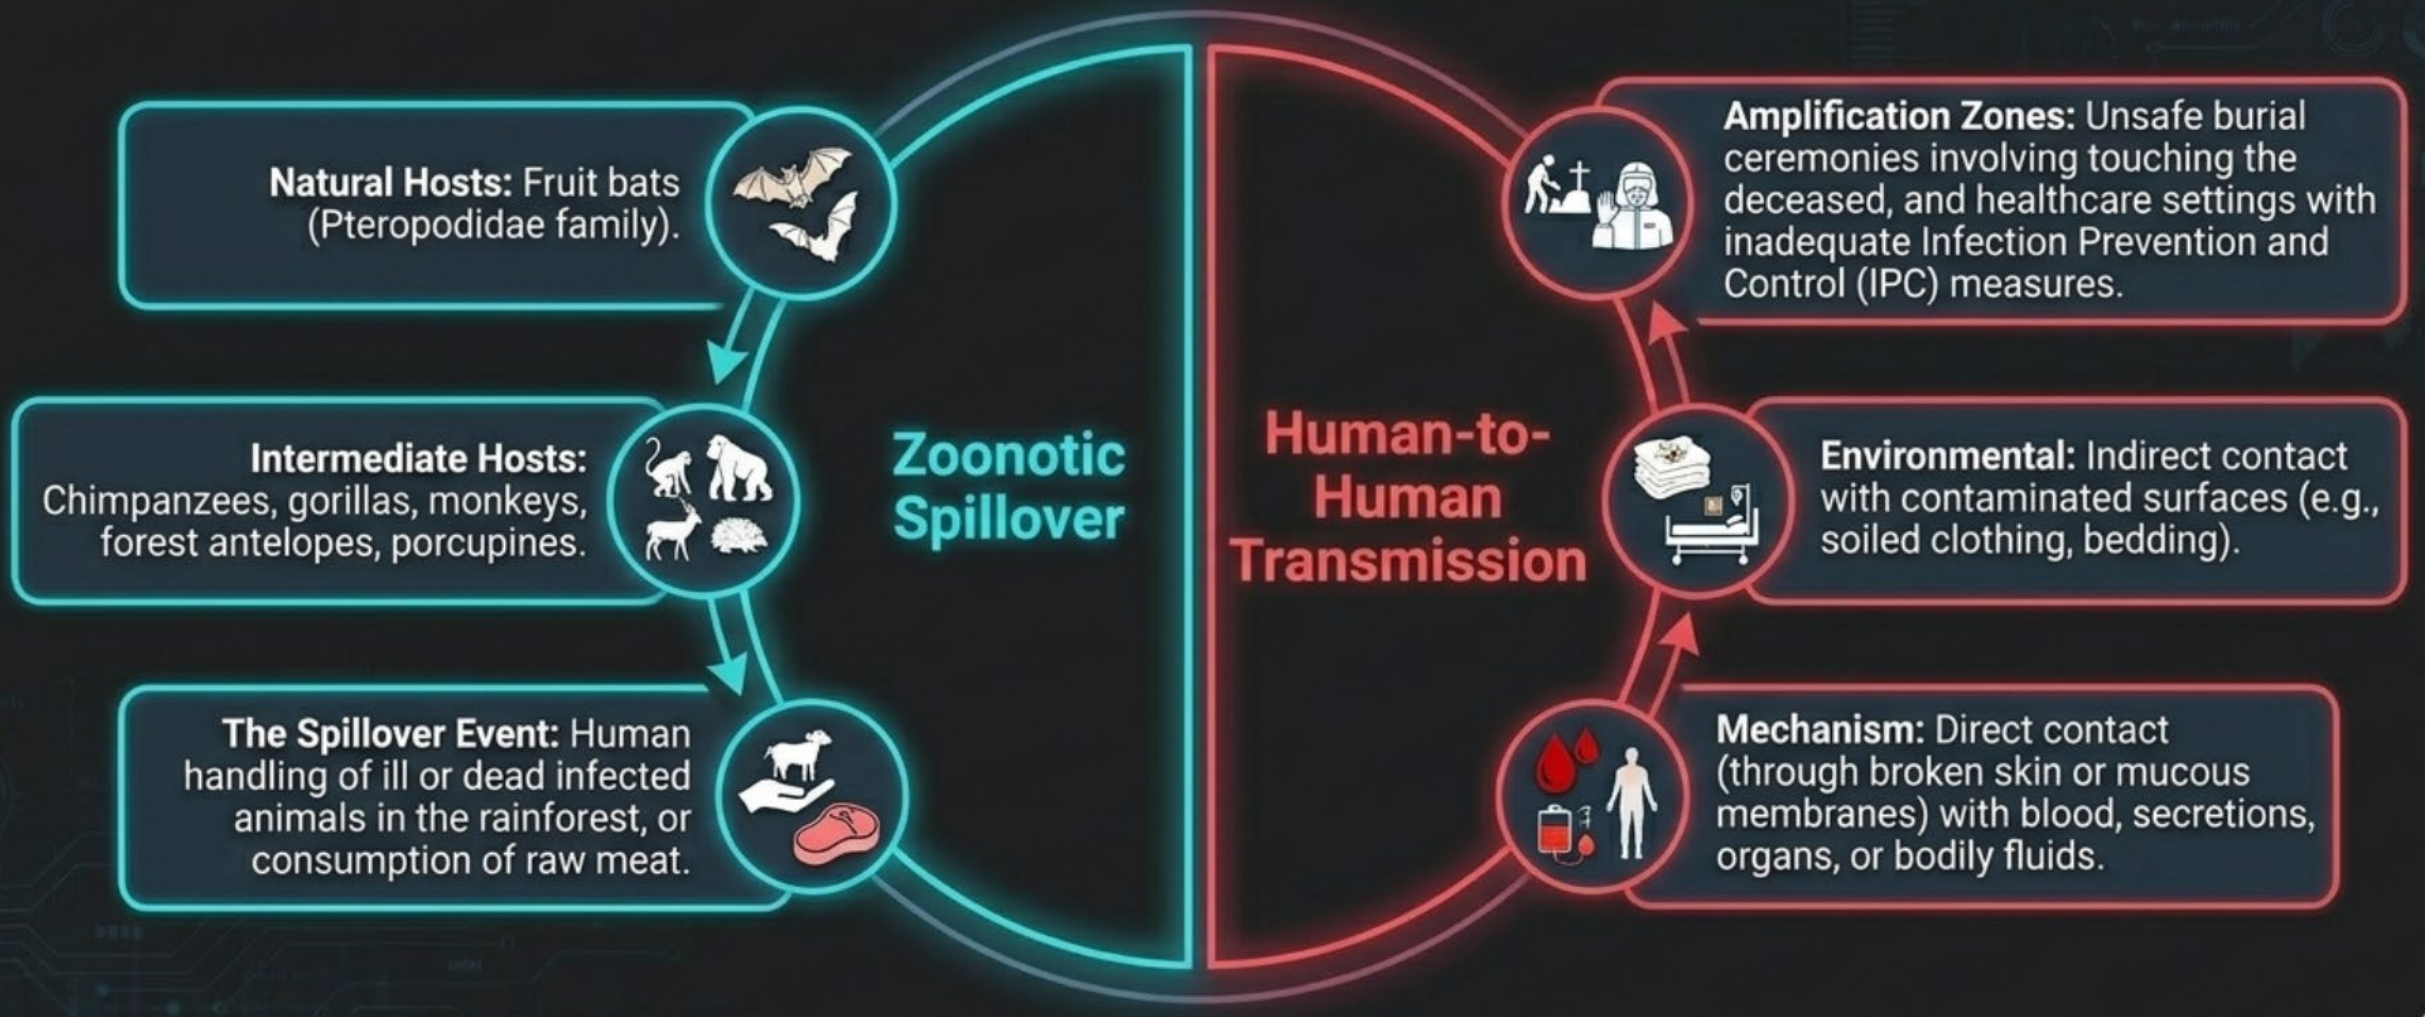 Natural Hosts: Fruit bats
(Pteropodidae family).
Intermediate Hosts:
Chimpanzees, gorillas, monkeys,
forest antelopes, porcupines.
The Spillover Event: Human
handling of ill or dead infected
animals in the rainforest, or
consumption of raw meat.
Zoonotic
Spillover
Human-to-
Human
Transmission
Amplification Zones: Unsafe burial
ceremonies involving touching the
deceased, and healthcare settings with
inadequate Infection Prevention and
Control (IPC) measures.
Environmental: Indirect contact
with contaminated surfaces (e.g.,
soiled clothing, bedding).
Mechanism: Direct contact
(through broken skin or mucous
membranes) with blood, secretions,
organs, or bodily fluids.